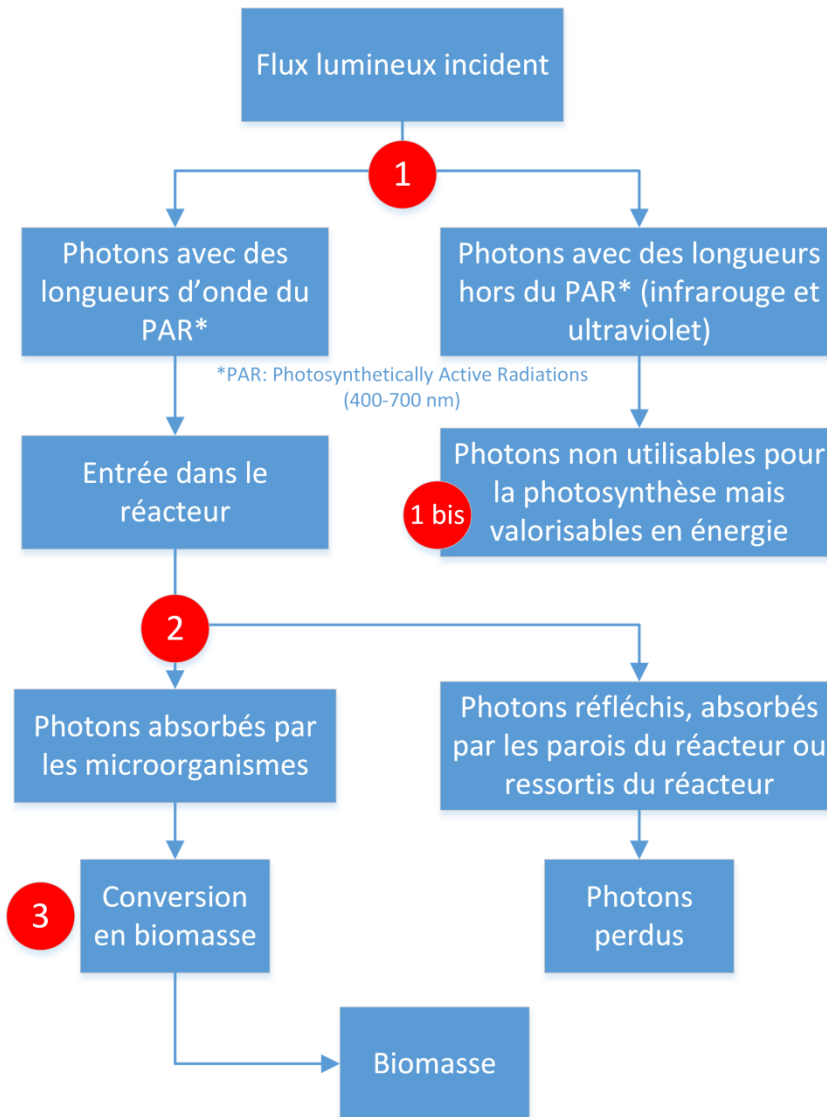 Flux lumineux incident
1
Photons avec des
longueurs d’onde du
PAR*
Photons avec des longueurs
hors du PAR* (infrarouge et
ultraviolet)
*PAR: Photosynthetically Active Radiations
(400-700 nm)
Entrée dans le
réacteur
1 bis
Photons non utilisables pour
la photosynthèse mais
valorisables en énergie
2
Photons absorbés par
les microorganismes
Photons réfléchis, absorbés
par les parois du réacteur ou
ressortis du réacteur
3
Conversion
en biomasse
Photons
perdus
Biomasse